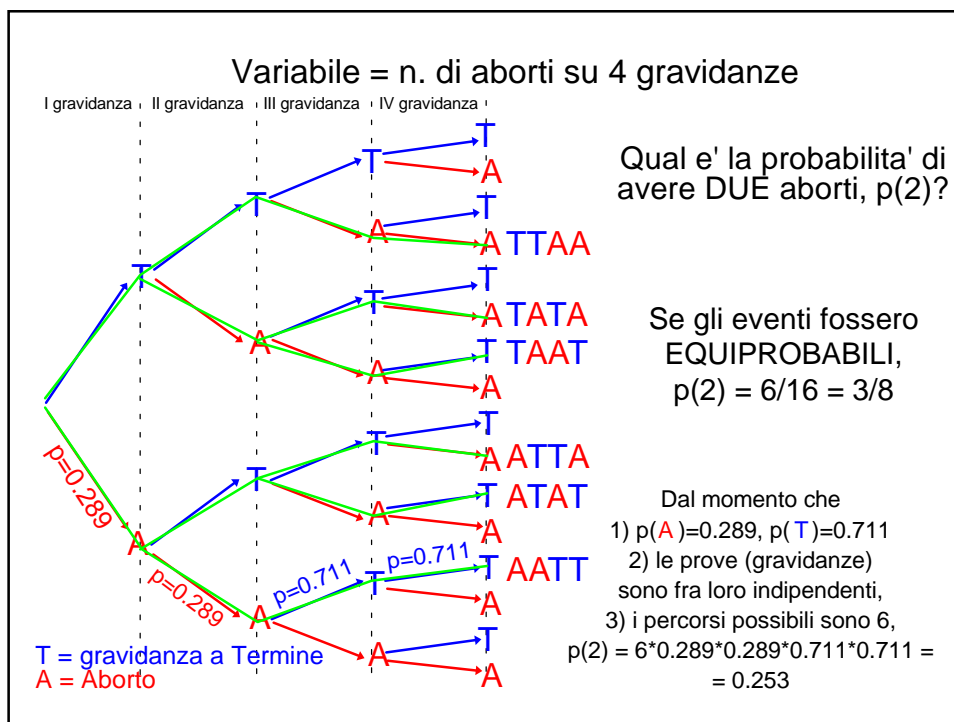 Variabile = n. di aborti su 4 gravidanze
I gravidanza II gravidanza III gravidanza IV gravidanza
T
T
A
T
T
A
A TTAA
T
T
T
A TATA
A
T TAAT
A
A
T
T
A ATTA
T
T ATAT
A
A
A
p=0.289
p=0.289
p=0.711
p=0.711
T
T AATT
A
A
T
A
A
T = gravidanza a Termine
A = Aborto
Qual e' la probabilita' di
avere DUE aborti, p(2)?
Se gli eventi fossero
EQUIPROBABILI,
p(2) = 6/16 = 3/8
Dal momento che
1) p(A)=0.289, p(T)=0.711
2) le prove (gravidanze)
sono fra loro indipendenti,
3) i percorsi possibili sono 6,
p(2) = 6*0.289*0.289*0.711*0.711 =
= 0.253